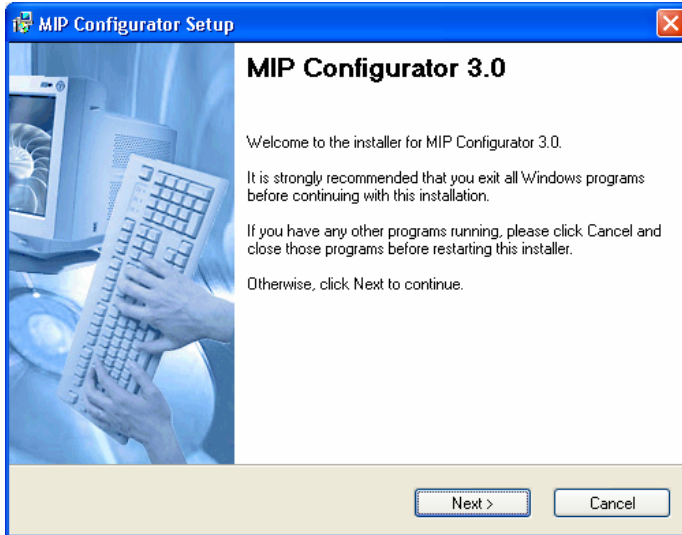 MIP Configurator Setup
MIP Configurator 3.0
Welcome to the installer for MIP Configurator 3.0.
It is strongly recommended that you exit all Windows programs
before continuing with this installation.
If you have any other programs running, please click Cancel and
close those programs before restarting this installer.
Otherwise, click Next to continue.
Next >
Cancel